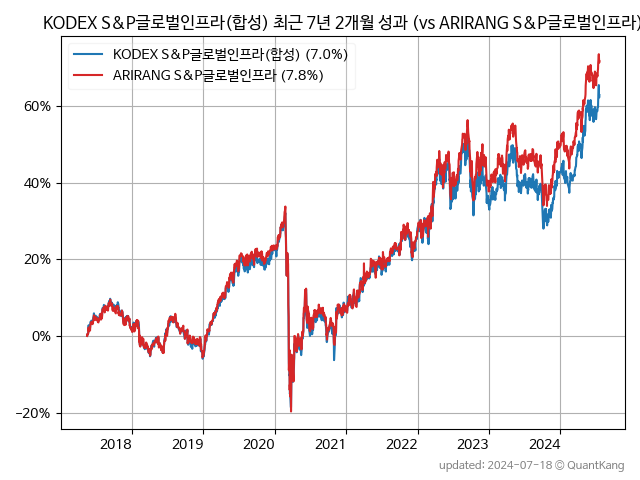 KODEX S&P글로벌인프라(합성) 최근 7년 2개월 성과 (vs ARIRANG S&P글로벌인프라)
KODEX S&P글로벌인프라(합성) (7.0%)
ARIRANG S&P글로벌인프라 (7.8%)
60%
40%
20%
0%
−20%
2018 2019 2020 2021 2022 2023 2024
updated: 2024-07-18 © QuantKang